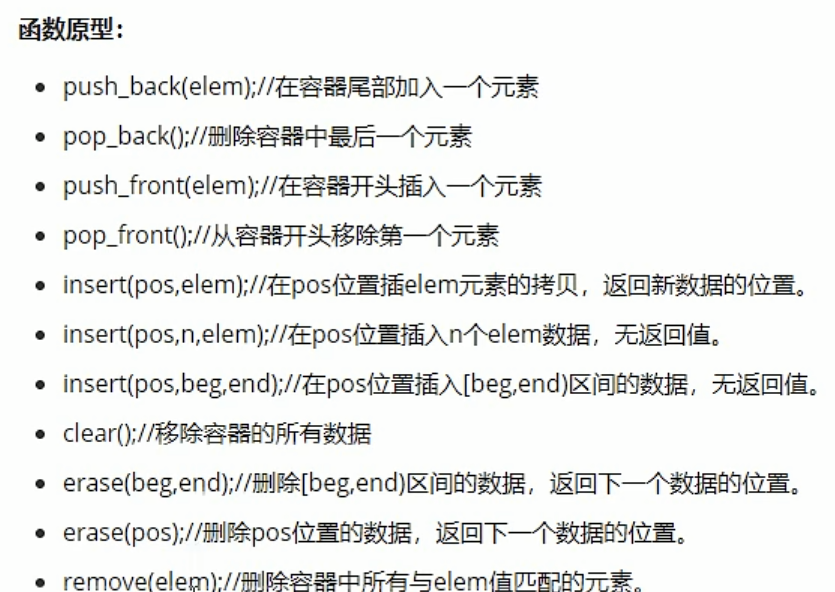 函数原型：
push_back(elem);//在容器尾部加入一个元素
pop_back();//删除容器中最后一个元素
push_front(elem);//在容器开头插入一个元素
pop_front();//从容器开头移除第一个元素
insert(pos,elem);//在pos位置插elem元素的拷贝，返回新数据的位置。
insert(pos,n,elem);//在pos位置插入n个elem数据，无返回值。
insert(pos,beg,end);//在pos位置插入[beg,end)区间的数据，无返回值。
clear();//移除容器的所有数据
erase(beg,end);//删除[beg,end)区间的数据，返回下一个数据的位置。
erase(pos);//删除pos位置的数据，返回下一个数据的位置。
remove(elem);//删除容器中所有与elem值匹配的元素。